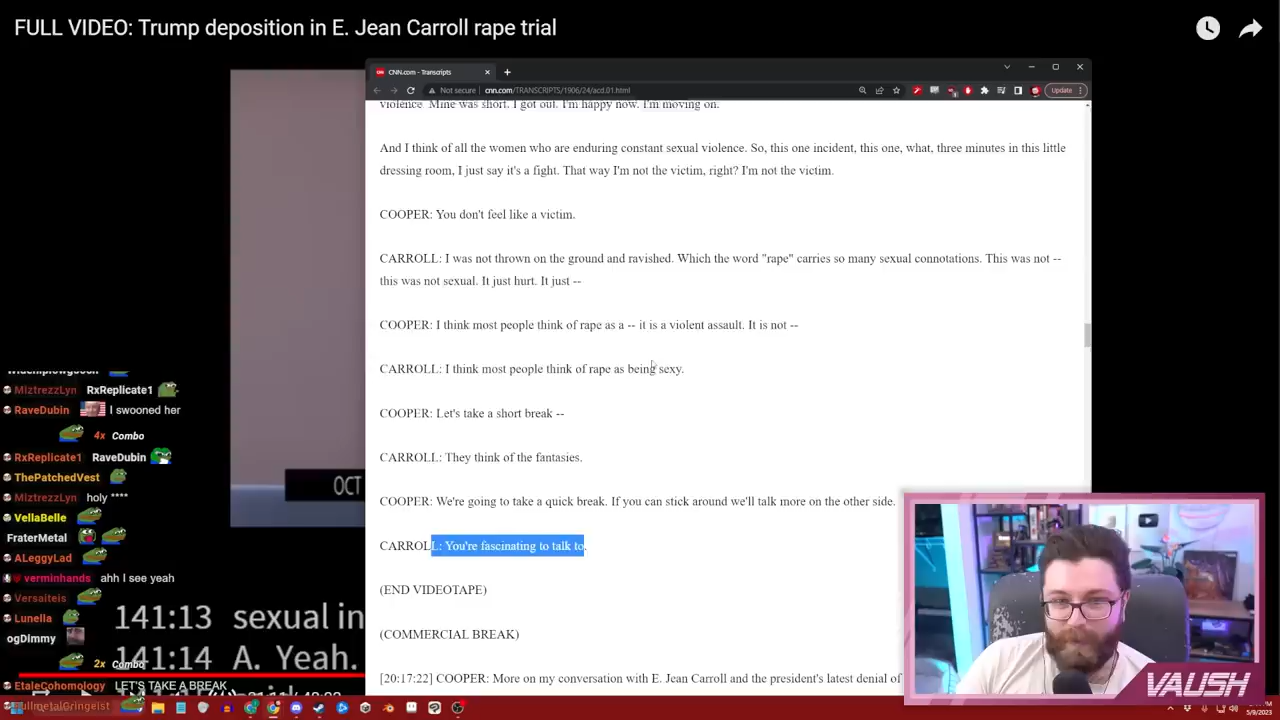 FULL VIDEO: Trump deposition in E. Jean Carroll rape trial
CNN.com - Transcripts
Not secure
cnn.com/TRANSCRIPTS/1906/24/acd.01.html
Update
violence. Mine was short. I got out. I'm happy now. I'm moving on.
And I think of all the women who are enduring constant sexual violence. So, this one incident, this one, what, three minutes in this little
dressing room, I just say it's a fight. That way I'm not the victim, right? I'm not the victim.
COOPER: You don't feel like a victim.
CARROLL: I was not thrown on the ground and ravished. Which the word "rape" carries so many sexual connotations. This was not --
this was not sexual. It just hurt. It just --
COOPER: I think most people think of rape as a -- it is a violent assault. It is not --
CARROLL: I think most people think of rape as being sexy.
COOPER: Let's take a short break --
CARROLL: They think of the fantasies.
COOPER: We're going to take a quick break. If you can stick around we'll talk more on the other side.
CARROLL: You're fascinating to talk to.
(END VIDEOTAPE)
(COMMERCIAL BREAK)
[20:17:22] COOPER: More on my conversation with E. Jean Carroll and the president's latest denial of
OCT
MiztrezzLyn RxReplicate1
RaveDubin I swooned her
4x Combo
RxReplicate1 RaveDubin
ThePatchedVest
MiztrezzLyn holy ****
VellaBelle
FraterMetal
ALeggyLad
verminhands ahh I see yeah
Versaiteis
Lunella
ogDimmy
2x Combo
EtaleCohomology LET'S TAKE A BREAK
141:13 sexual in
141:14 A. Yeah.
VAUSH
5/9/2023